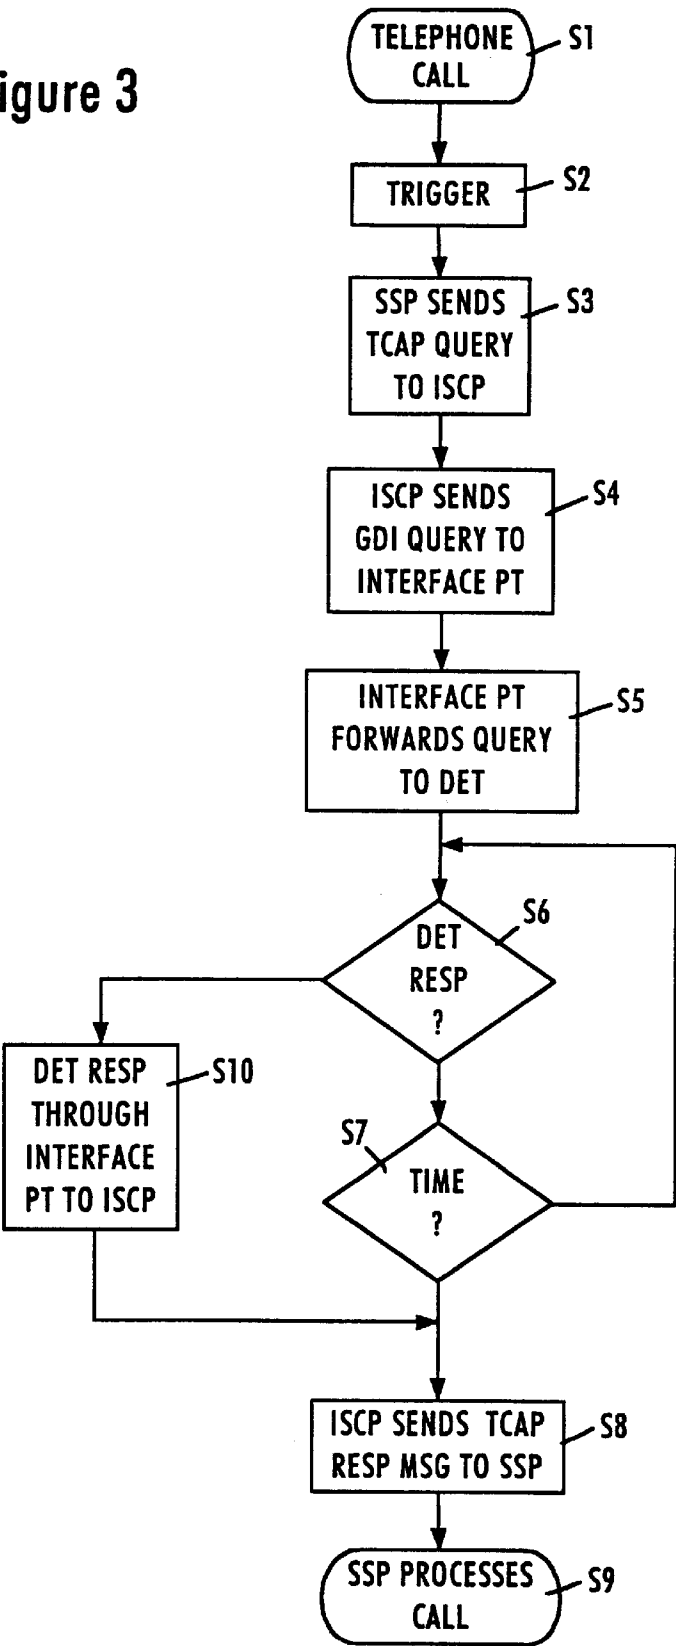 igure 3
TELEPHONE
CALL
S1
TRIGGER
S2
SSP SENDS
TCAP QUERY
TO ISCP
S3
ISCP SENDS
GDI QUERY TO
INTERFACE PT
S4
INTERFACE PT
FORWARDS QUERY
TO DET
S5
DET
RESP
?
S6
DET RESP
THROUGH
INTERFACE
PT TO ISCP
S10
S7
TIME
?
ISCP SENDS TCAP
RESP MSG TO SSP
S8
SSP PROCESSES
CALL
S9